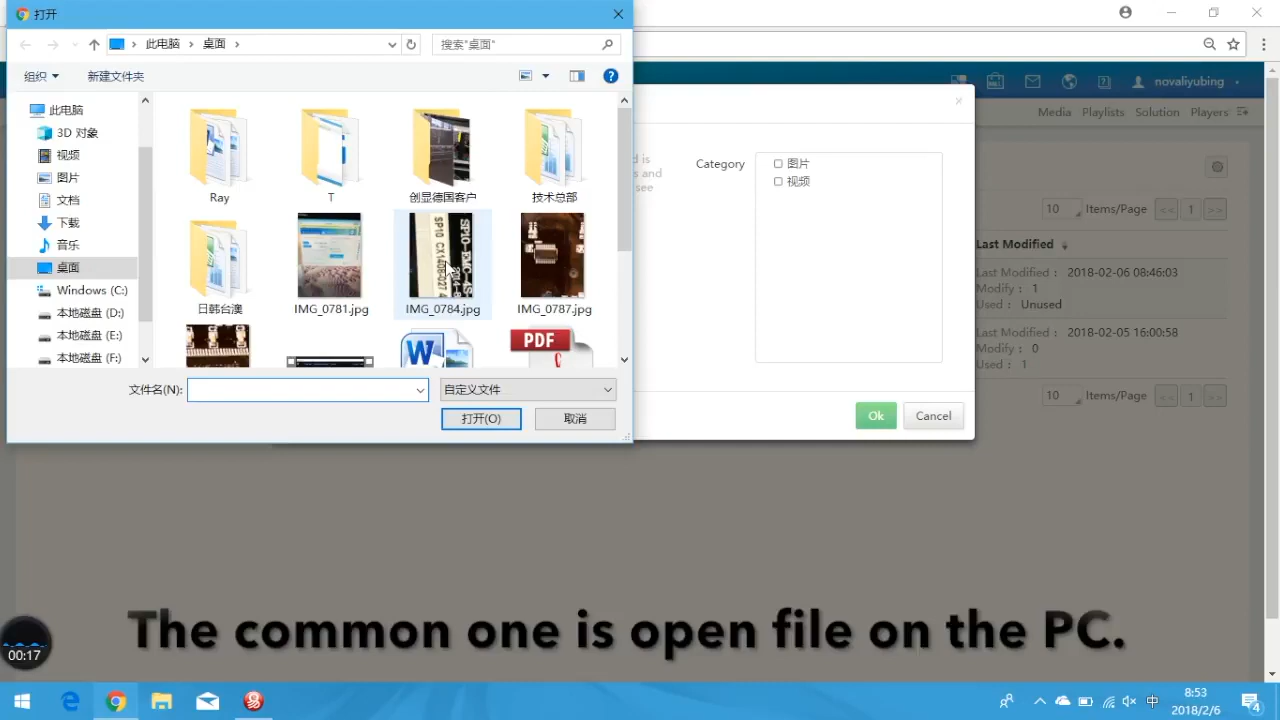 打开
此电脑 › 桌面 ›
搜索"桌面"
组织
新建文件夹
此电脑
3D 对象
视频
图片
文档
下载
音乐
桌面
Windows (C:)
本地磁盘 (D:)
本地磁盘 (E:)
本地磁盘 (F:)
Ray
T
创显德国客户
技术总部
日韩台澳
IMG_0781.jpg
IMG_0784.jpg
IMG_0787.jpg
PDF
文件名(N):
自定义文件
打开(O)
取消
d is
s and
see
Category
图片
视频
Ok
Cancel
novaliyubing
Media
Playlists
Solution
Players
10
Items/Page
<<
1
>>
Last Modified
Last Modified : 2018-02-06 08:46:03
Modify : 1
Used : Unused
Last Modified : 2018-02-05 16:00:58
Modify : 0
Used : 1
10
Items/Page
<<
1
>>
The common one is open file on the PC.
00:17
中
8:53
2018/2/6
4